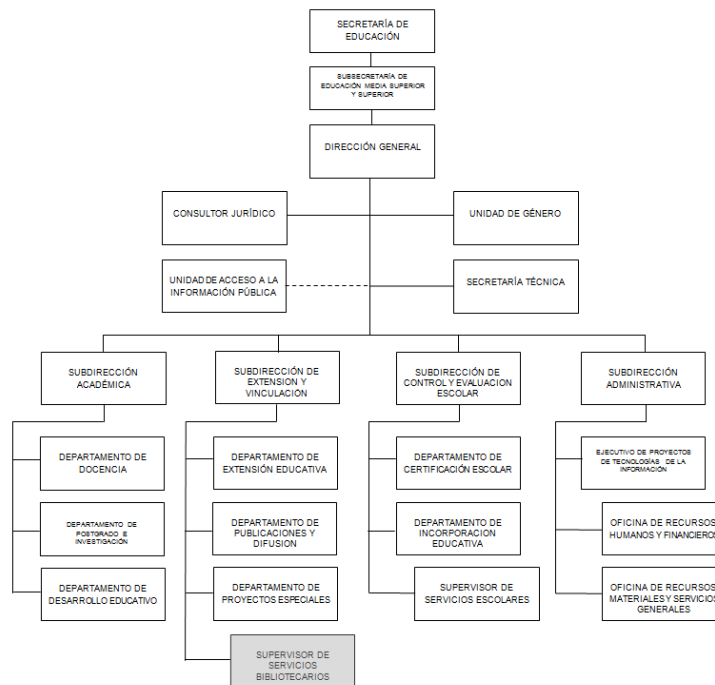 SECRETARÍA DE
EDUCACIÓN
SUBSECRETARÍA DE
EDUCACIÓN MEDIA SUPERIOR
Y SUPERIOR
DIRECCIÓN GENERAL
CONSULTOR JURÍDICO
UNIDAD DE GÉNERO
UNIDAD DE ACCESO A LA
INFORMACIÓN PÚBLICA
SECRETARÍA TÉCNICA
SUBDIRECCIÓN
ACADÉMICA
SUBDIRECCIÓN DE
EXTENSION Y
VINCULACIÓN
SUBDIRECCIÓN DE
CONTROL Y EVALUACION
ESCOLAR
SUBDIRECCIÓN
ADMINISTRATIVA
DEPARTAMENTO DE
DOCENCIA
DEPARTAMENTO DE
EXTENSIÓN EDUCATIVA
DEPARTAMENTO DE
CERTIFICACIÓN ESCOLAR
EJECUTIVO DE PROYECTOS
DE TECNOLOGÍAS DE LA
INFORMACIÓN
DEPARTAMENTO DE
POSTGRADO E
INVESTIGACIÓN
DEPARTAMENTO DE
PUBLICACIONES Y
DIFUSION
DEPARTAMENTO DE
INCORPORACION
EDUCATIVA
OFICINA DE RECURSOS
HUMANOS Y FINANCIEROS
DEPARTAMENTO DE
DESARROLLO EDUCATIVO
DEPARTAMENTO DE
PROYECTOS ESPECIALES
SUPERVISOR DE
SERVICIOS ESCOLARES
OFICINA DE RECURSOS
MATERIALES Y SERVICIOS
GENERALES
SUPERVISOR DE
SERVICIOS
BIBLIOTECARIOS